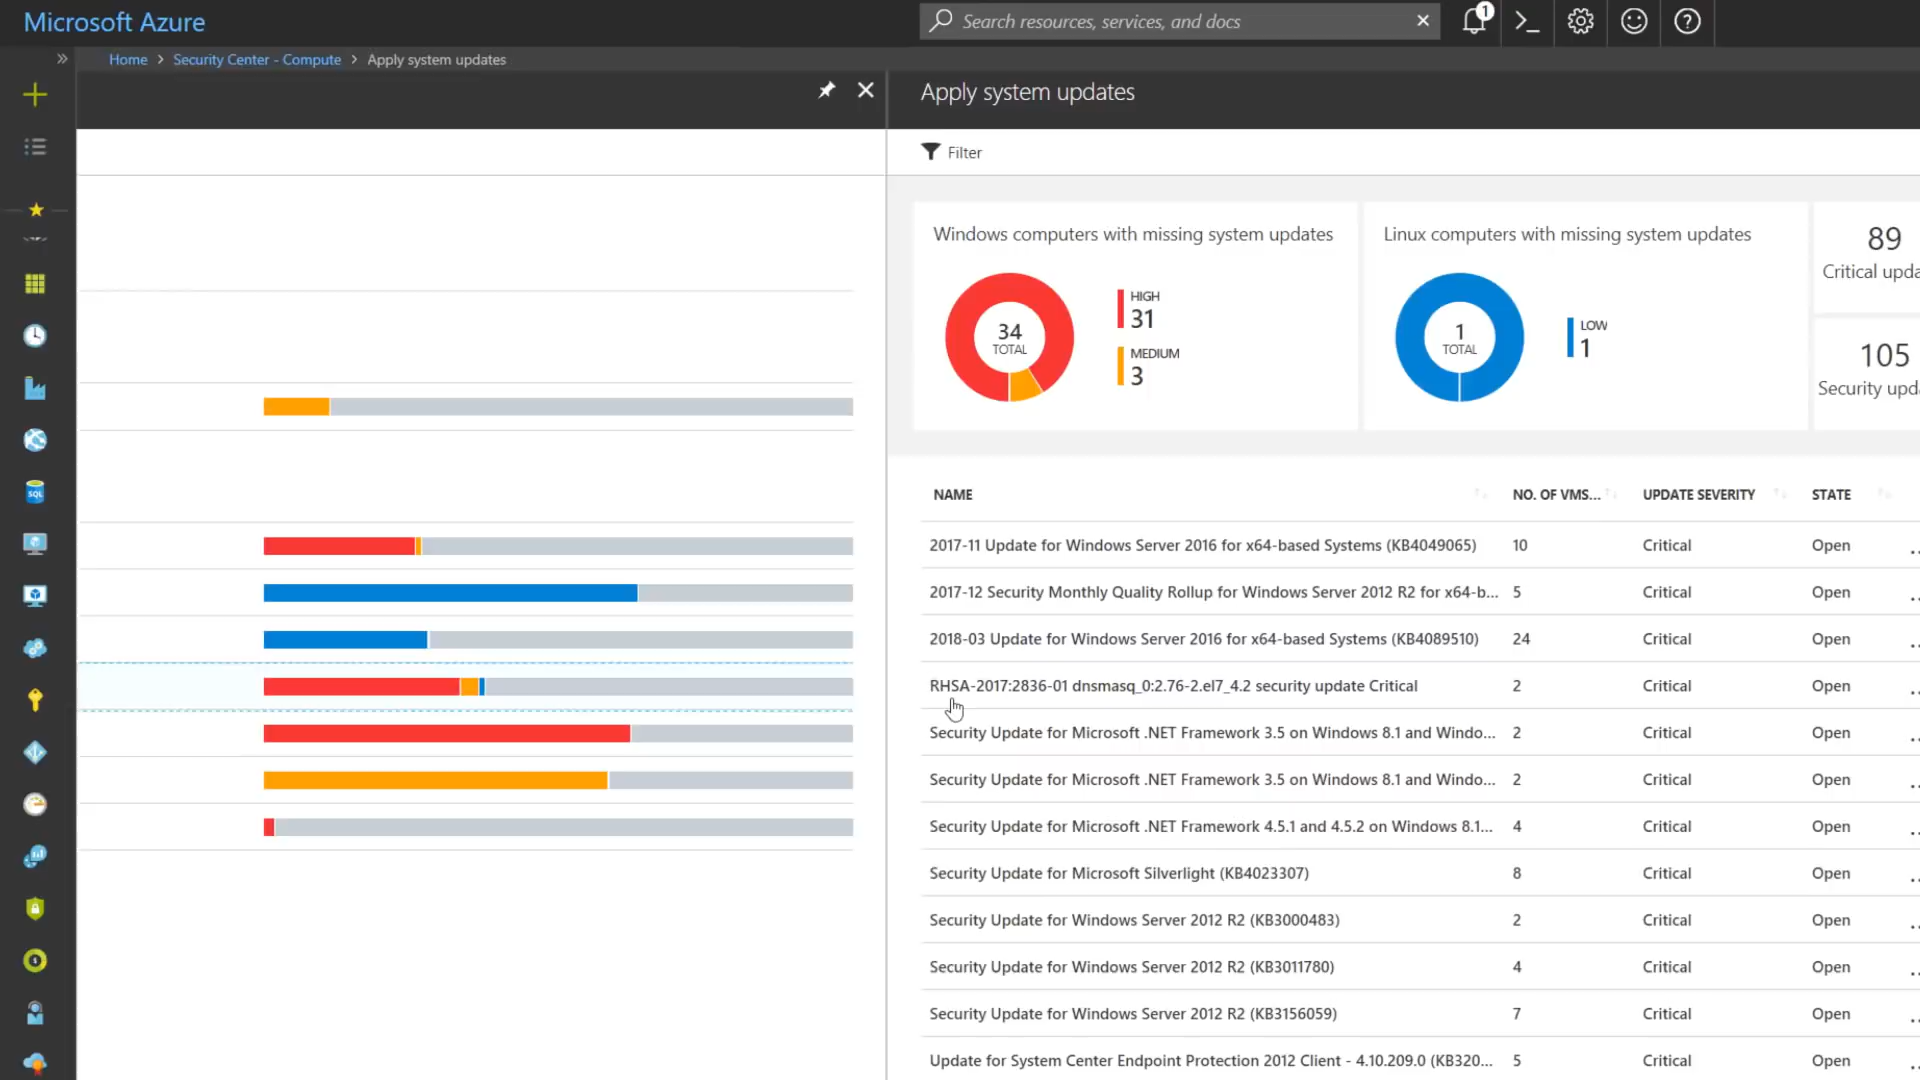 Microsoft Azure
Search resources, services, and docs
1
Home > Security Center - Compute > Apply system updates
Apply system updates
Filter
Windows computers with missing system updates
34
TOTAL
HIGH
31
MEDIUM
3
Linux computers with missing system updates
1
TOTAL
LOW
1
89
Critical upda
105
Security upd
NAME NO. OF VMS... UPDATE SEVERITY STATE
2017-11 Update for Windows Server 2016 for x64-based Systems (KB4049065) 10 Critical Open
2017-12 Security Monthly Quality Rollup for Windows Server 2012 R2 for x64-b... 5 Critical Open
2018-03 Update for Windows Server 2016 for x64-based Systems (KB4089510) 24 Critical Open
RHSA-2017:2836-01 dnsmasq_0:2.76-2.el7_4.2 security update Critical 2 Critical Open
Security Update for Microsoft .NET Framework 3.5 on Windows 8.1 and Windo... 2 Critical Open
Security Update for Microsoft .NET Framework 3.5 on Windows 8.1 and Windo... 2 Critical Open
Security Update for Microsoft .NET Framework 4.5.1 and 4.5.2 on Windows 8.1... 4 Critical Open
Security Update for Microsoft Silverlight (KB4023307) 8 Critical Open
Security Update for Windows Server 2012 R2 (KB3000483) 2 Critical Open
Security Update for Windows Server 2012 R2 (KB3011780) 4 Critical Open
Security Update for Windows Server 2012 R2 (KB3156059) 7 Critical Open
Update for System Center Endpoint Protection 2012 Client - 4.10.209.0 (KB320... 5 Critical Open
SQL